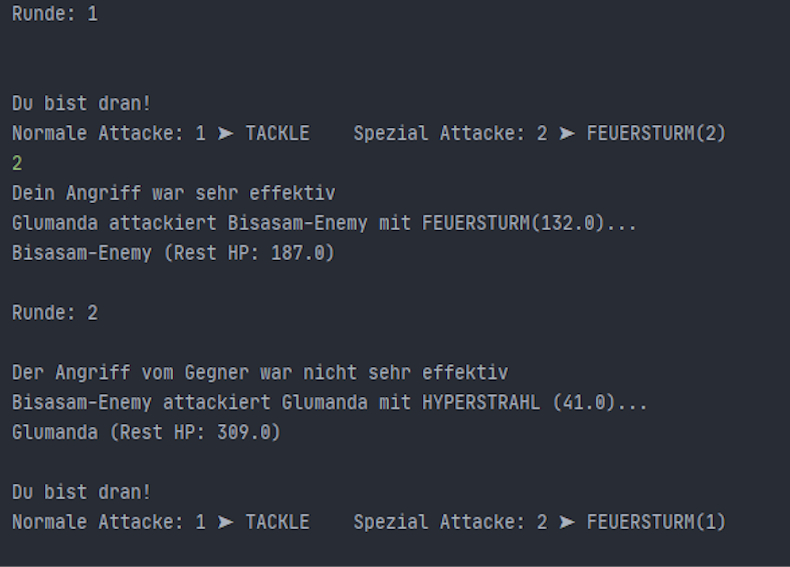 Runde: 1
Du bist dran!
Normale Attacke: 1 ➤ TACKLE    Spezial Attacke: 2 ➤ FEUERSTURM(2)
2
Dein Angriff war sehr effektiv
Glumanda attackiert Bisasam-Enemy mit FEUERSTURM(132.0)...
Bisasam-Enemy (Rest HP: 187.0)
Runde: 2
Der Angriff vom Gegner war nicht sehr effektiv
Bisasam-Enemy attackiert Glumanda mit HYPERSTRAHL (41.0)...
Glumanda (Rest HP: 309.0)
Du bist dran!
Normale Attacke: 1 ➤ TACKLE    Spezial Attacke: 2 ➤ FEUERSTURM(1)